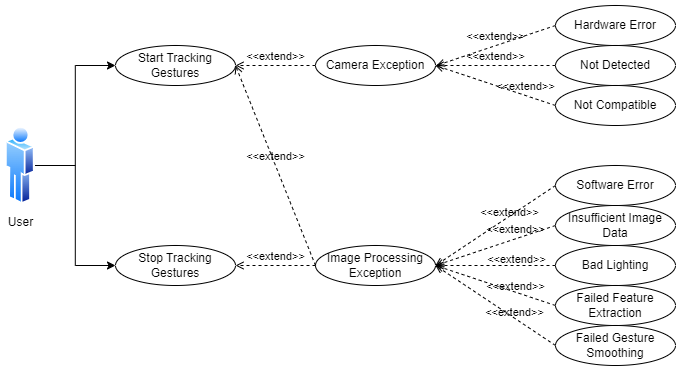 Hardware Error
<<extend>>
Start Tracking
Gestures
<<extend>>
Camera Exception
<<extend>>
Not Detected
<<extend>>
Not Compatible
<<extend>>
User
Software Error
<<extend>>
Insufficient Image
Data
<<extend>>
Stop Tracking
Gestures
<<extend>>
Image Processing
Exception
<<extend>>
Bad Lighting
<<extend>>
Failed Feature
Extraction
<<extend>>
Failed Gesture
Smoothing